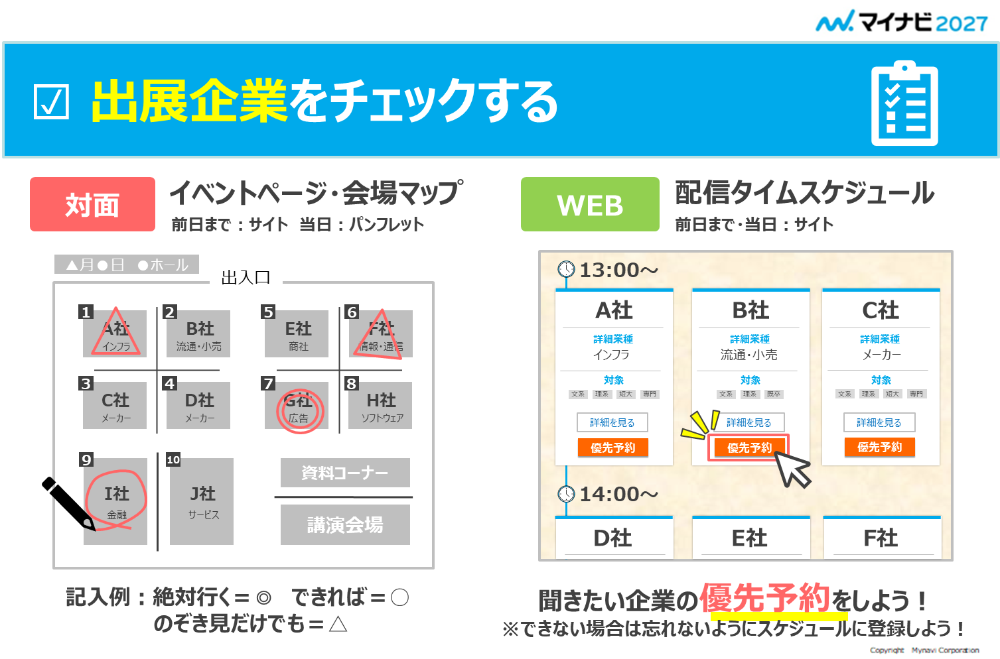 マイナビ2027
☑ 出展企業をチェックする
対面
イベントページ・会場マップ
前日まで：サイト 当日：パンフレット
▲月●日 ●ホール
出入口
1
A社
インフラ
2
B社
流通・小売
5
E社
商社
6
F社
情報・通信
3
C社
メーカー
4
D社
メーカー
7
G社
広告
8
H社
ソフトウェア
9
I社
金融
10
J社
サービス
資料コーナー
講演会場
記入例：絶対行く＝◎ できれば＝○
のぞき見だけでも＝△
WEB
配信タイムスケジュール
前日まで・当日：サイト
13:00～
A社
詳細業種
インフラ
対象
文系 理系 短大 専門
詳細を見る
優先予約
B社
詳細業種
流通・小売
対象
文系 理系 既卒
詳細を見る
優先予約
C社
詳細業種
メーカー
対象
文系 理系 短大 専門
詳細を見る
優先予約
14:00～
D社
E社
F社
聞きたい企業の優先予約をしよう！
※できない場合は忘れないようにスケジュールに登録しよう！
Copyright Mynavi Corporation